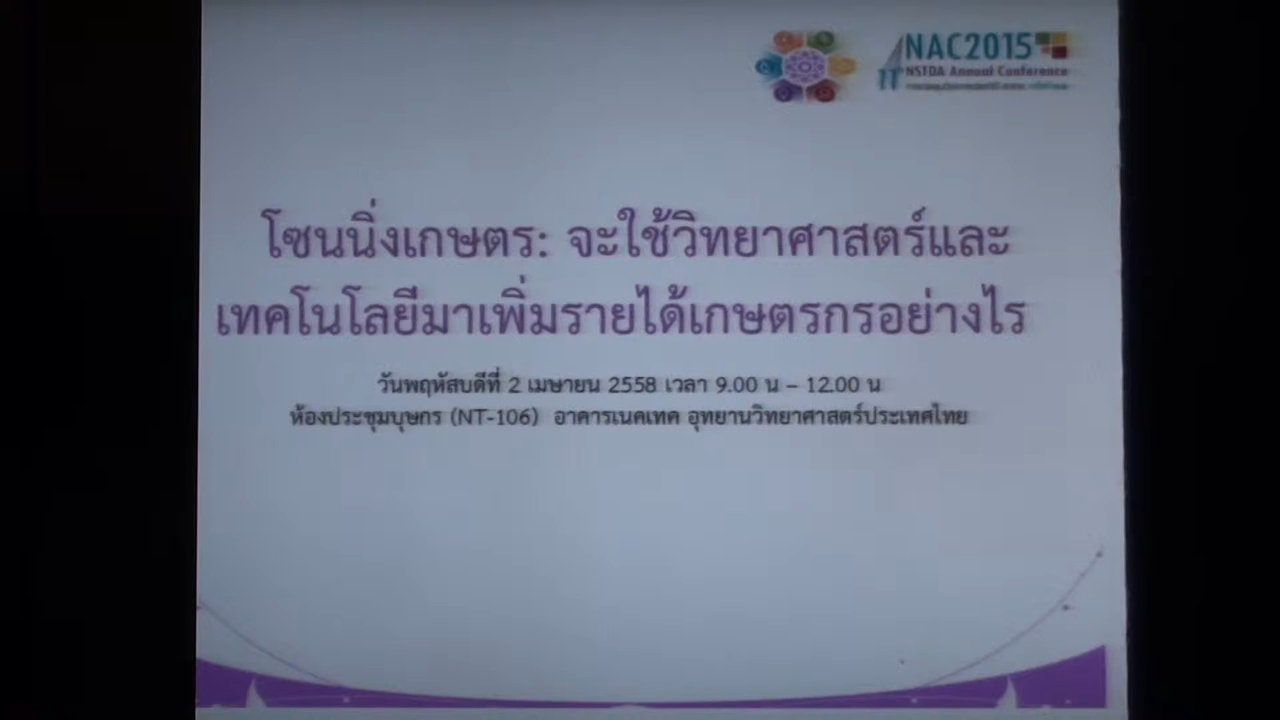 NAC2015
NSTDA Annual Conference
โซนนิ่งเกษตร: จะใช้วิทยาศาสตร์และ
เทคโนโลยีมาเพิ่มรายได้เกษตรกรอย่างไร
วันพฤหัสบดีที่ 2 เมษายน 2558 เวลา 9.00 น – 12.00 น
ห้องประชุมบุษกร (NT-106) อาคารเนคเทค อุทยานวิทยาศาสตร์ประเทศไทย